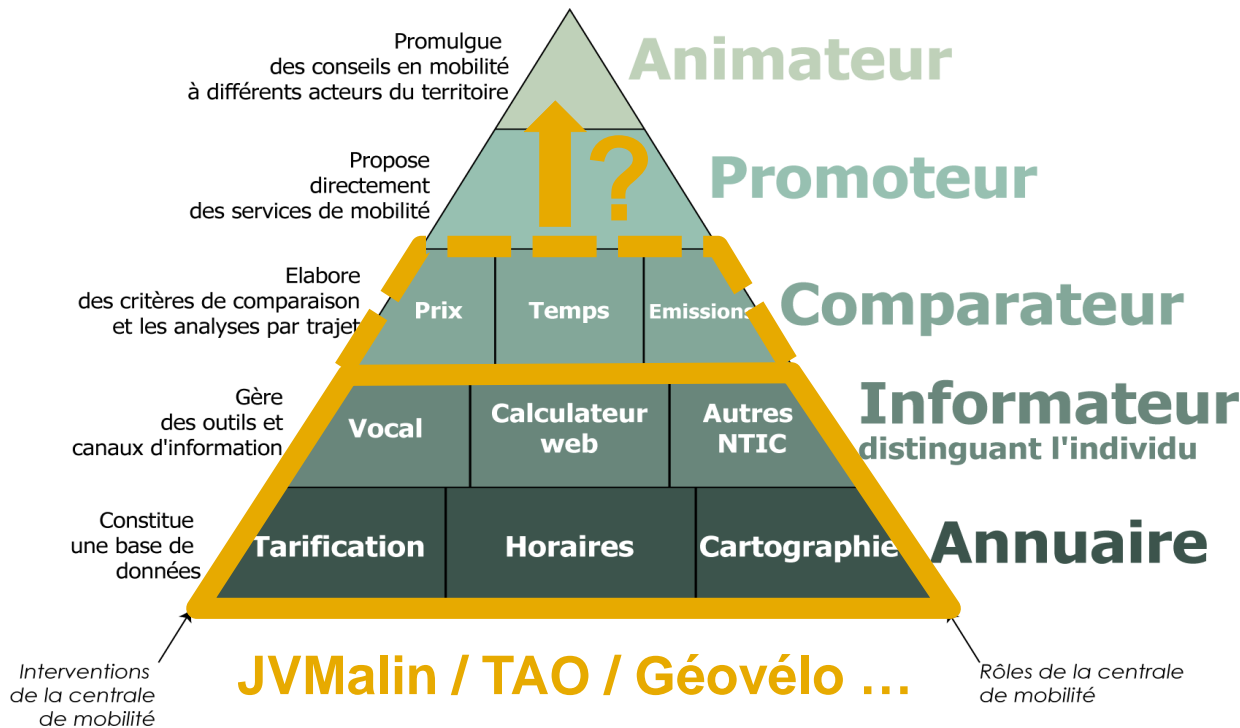 Promulgue
des conseils en mobilité
à différents acteurs du territoire
Animateur
Propose
directement
des services de mobilité
?
Promoteur
Elabore
des critères de comparaison
et les analyses par trajet
Prix
Temps
Emissions
Comparateur
Gère
des outils et
canaux d'information
Vocal
Calculateur
web
Autres
NTIC
Informateur
distinguant l'individu
Constitue
une base de
données
Tarification
Horaires
Cartographie
Annuaire
Interventions
de la centrale
de mobilité
JVMalin / TAO / Géovélo ...
Rôles de la centrale
de mobilité